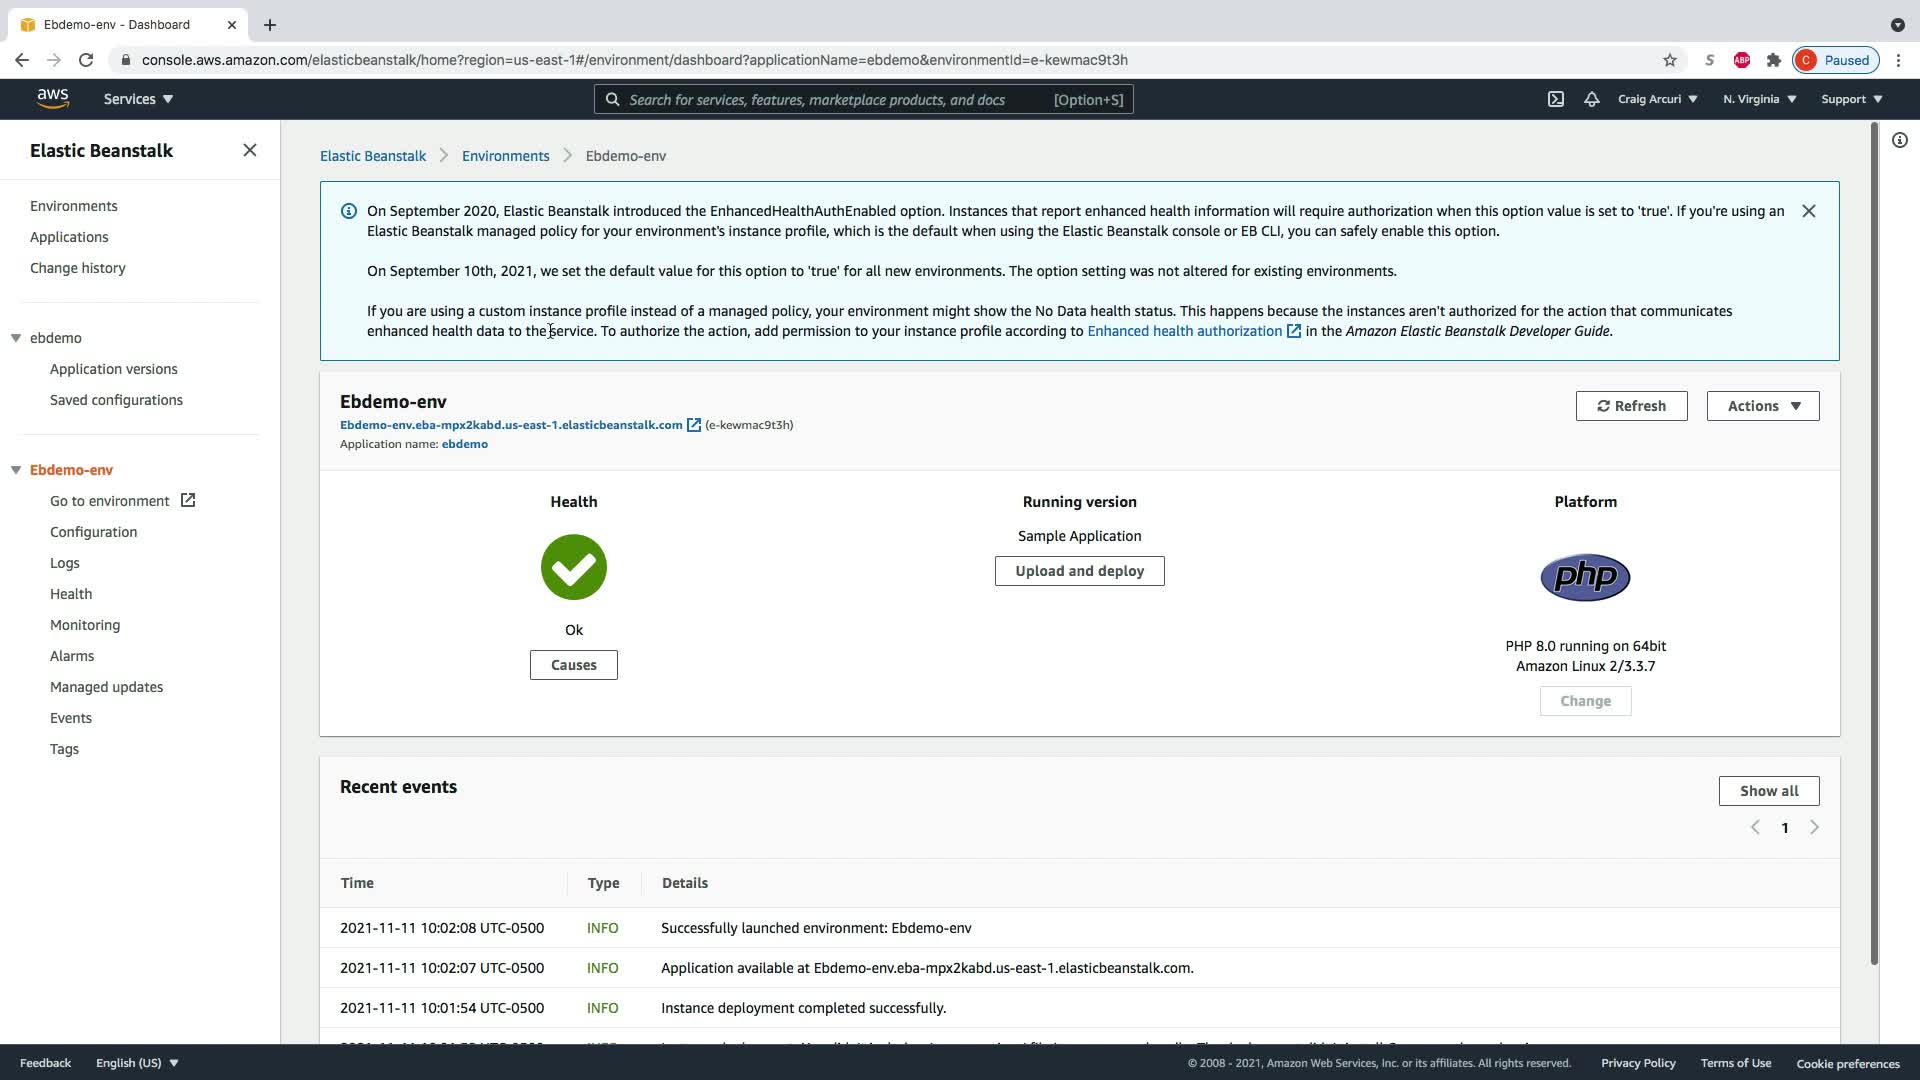 Ebdemo-env - Dashboard
console.aws.amazon.com/elasticbeanstalk/home?region=us-east-1#/environment/dashboard?applicationName=ebdemo&environmentId=e-kewmac9t3h
S
ABP
C
Paused
aws
Services
Search for services, features, marketplace products, and docs
[Option+S]
Craig Arcuri
N. Virginia
Support
Elastic Beanstalk
Environments
Applications
Change history
ebdemo
Application versions
Saved configurations
Ebdemo-env
Go to environment
Configuration
Logs
Health
Monitoring
Alarms
Managed updates
Events
Tags
Elastic Beanstalk
Environments
Ebdemo-env
On September 2020, Elastic Beanstalk introduced the EnhancedHealthAuthEnabled option. Instances that report enhanced health information will require authorization when this option value is set to 'true'. If you're using an
Elastic Beanstalk managed policy for your environment's instance profile, which is the default when using the Elastic Beanstalk console or EB CLI, you can safely enable this option.
On September 10th, 2021, we set the default value for this option to 'true' for all new environments. The option setting was not altered for existing environments.
If you are using a custom instance profile instead of a managed policy, your environment might show the No Data health status. This happens because the instances aren't authorized for the action that communicates
enhanced health data to the service. To authorize the action, add permission to your instance profile according to Enhanced health authorization in the Amazon Elastic Beanstalk Developer Guide.
Ebdemo-env
Ebdemo-env.eba-mpx2kabd.us-east-1.elasticbeanstalk.com (e-kewmac9t3h)
Application name: ebdemo
Refresh
Actions
Health
Ok
Causes
Running version
Sample Application
Upload and deploy
Platform
php
PHP 8.0 running on 64bit
Amazon Linux 2/3.3.7
Change
Recent events
Show all
1
Time Type Details
2021-11-11 10:02:08 UTC-0500 INFO Successfully launched environment: Ebdemo-env
2021-11-11 10:02:07 UTC-0500 INFO Application available at Ebdemo-env.eba-mpx2kabd.us-east-1.elasticbeanstalk.com.
2021-11-11 10:01:54 UTC-0500 INFO Instance deployment completed successfully.
Feedback
English (US)
© 2008 - 2021, Amazon Web Services, Inc. or its affiliates. All rights reserved.
Privacy Policy
Terms of Use
Cookie preferences